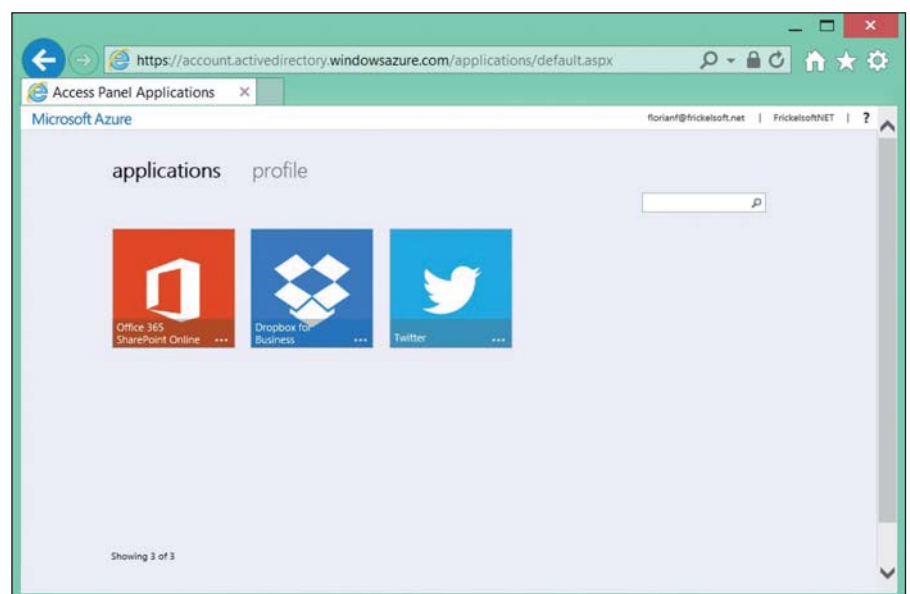 https://account.activedirectory.windowsazure.com/applications/default.aspx
Access Panel Applications
Microsoft Azure
florianf@frickelsoft.net | FrickelsoftNET | ?
applications profile
Office 365
SharePoint Online ...
Dropbox for
Business ...
Twitter ...
Showing 3 of 3